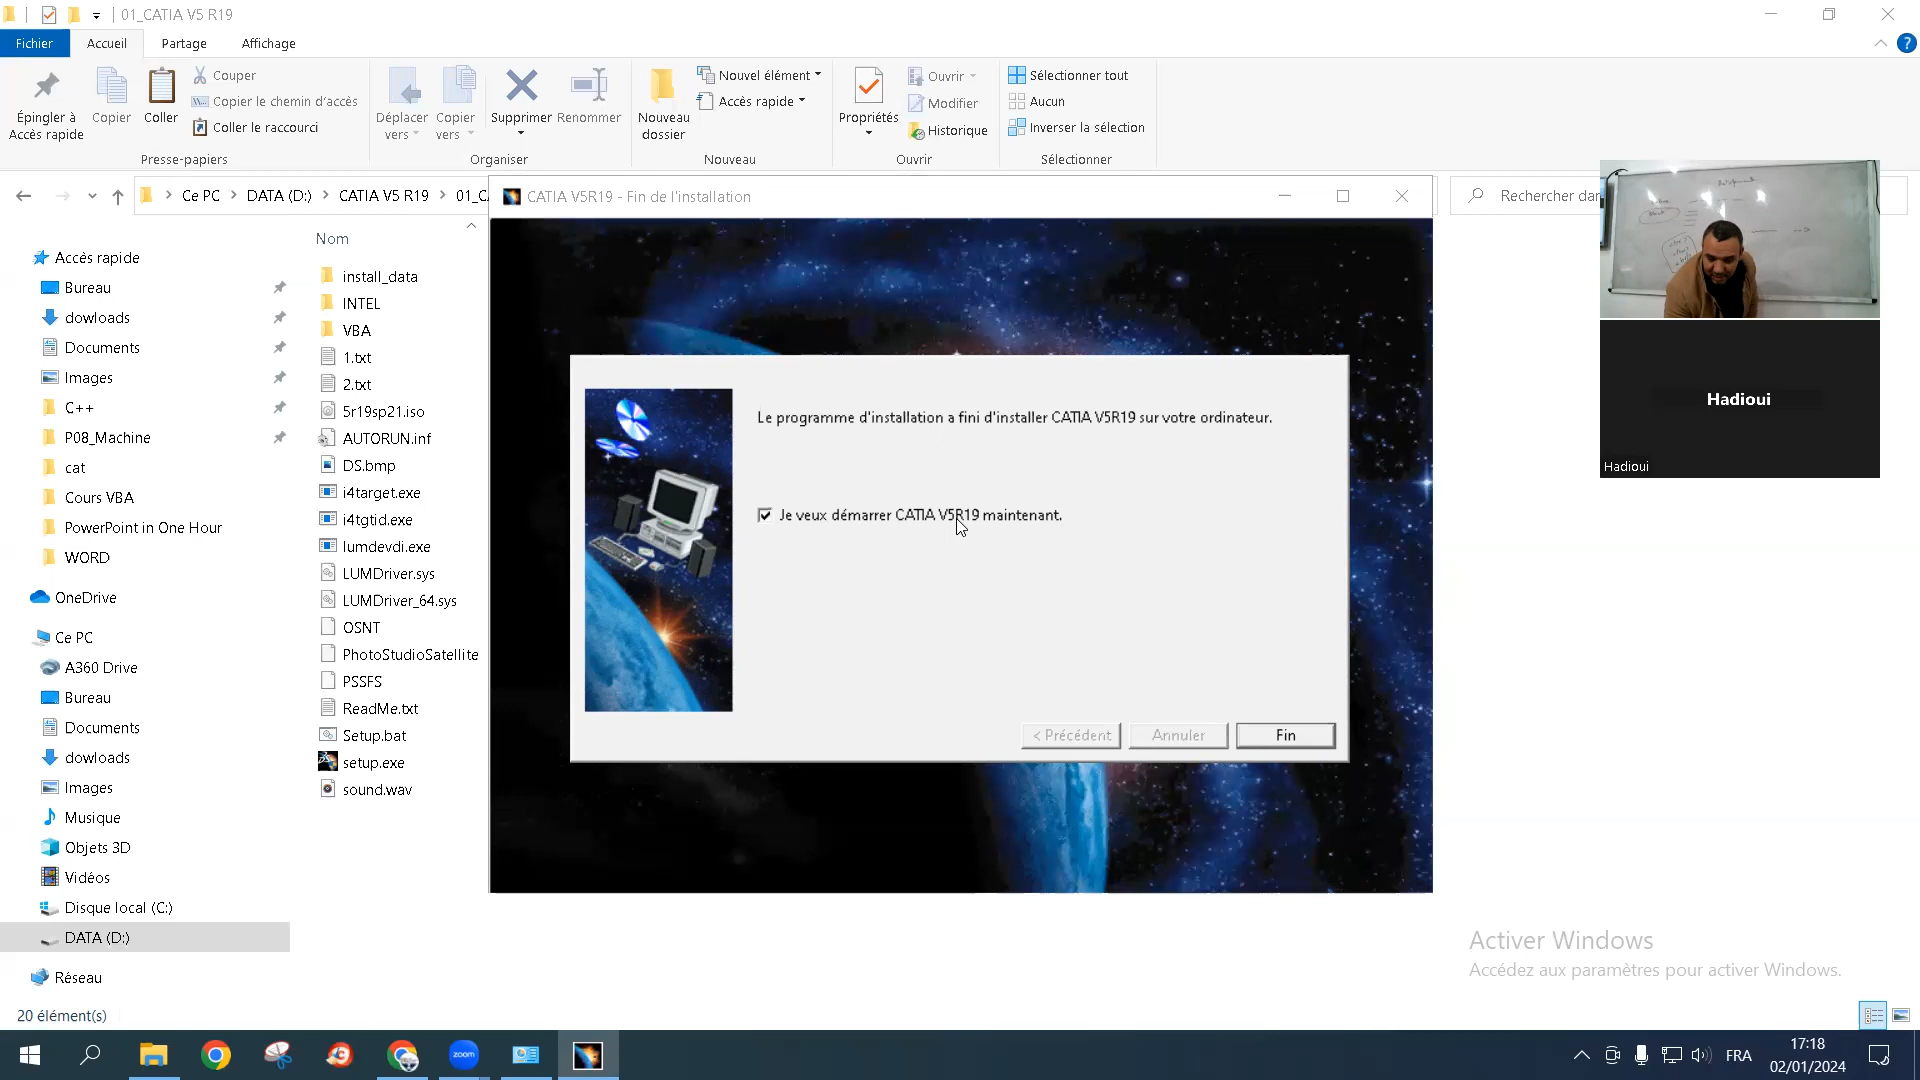 01_CATIA V5 R19
Fichier
Accueil
Partage
Affichage
?
Épingler à
Accès rapide
Copier
Coller
Couper
Copier le chemin d'accès
Coller le raccourci
Presse-papiers
Déplacer
vers
Copier
vers
Supprimer
Renommer
Organiser
Nouveau
dossier
Nouvel élément
Accès rapide
Nouveau
Propriétés
Ouvrir
Modifier
Historique
Ouvrir
Sélectionner tout
Aucun
Inverser la sélection
Sélectionner
Ce PC
DATA (D:)
CATIA V5 R19
01_C
Rechercher dan
CATIA V5R19 - Fin de l'installation
Accès rapide
Bureau
dowloads
Documents
Images
C++
P08_Machine
cat
Cours VBA
PowerPoint in One Hour
WORD
OneDrive
Ce PC
A360 Drive
Bureau
Documents
dowloads
Images
Musique
Objets 3D
Vidéos
Disque local (C:)
DATA (D:)
Réseau
20 élément(s)
Nom
install_data
INTEL
VBA
1.txt
2.txt
5r19sp21.iso
AUTORUN.inf
DS.bmp
i4target.exe
i4tgtid.exe
lumdevdi.exe
LUMDriver.sys
LUMDriver_64.sys
OSNT
PhotoStudioSatellite
PSSFS
ReadMe.txt
Setup.bat
setup.exe
sound.wav
Le programme d'installation a fini d'installer CATIA V5R19 sur votre ordinateur.
Je veux démarrer CATIA V5R19 maintenant.
< Précédent
Annuler
Fin
Hadioui
Hadioui
Activer Windows
Accédez aux paramètres pour activer Windows.
zoom
FRA
17:18
02/01/2024